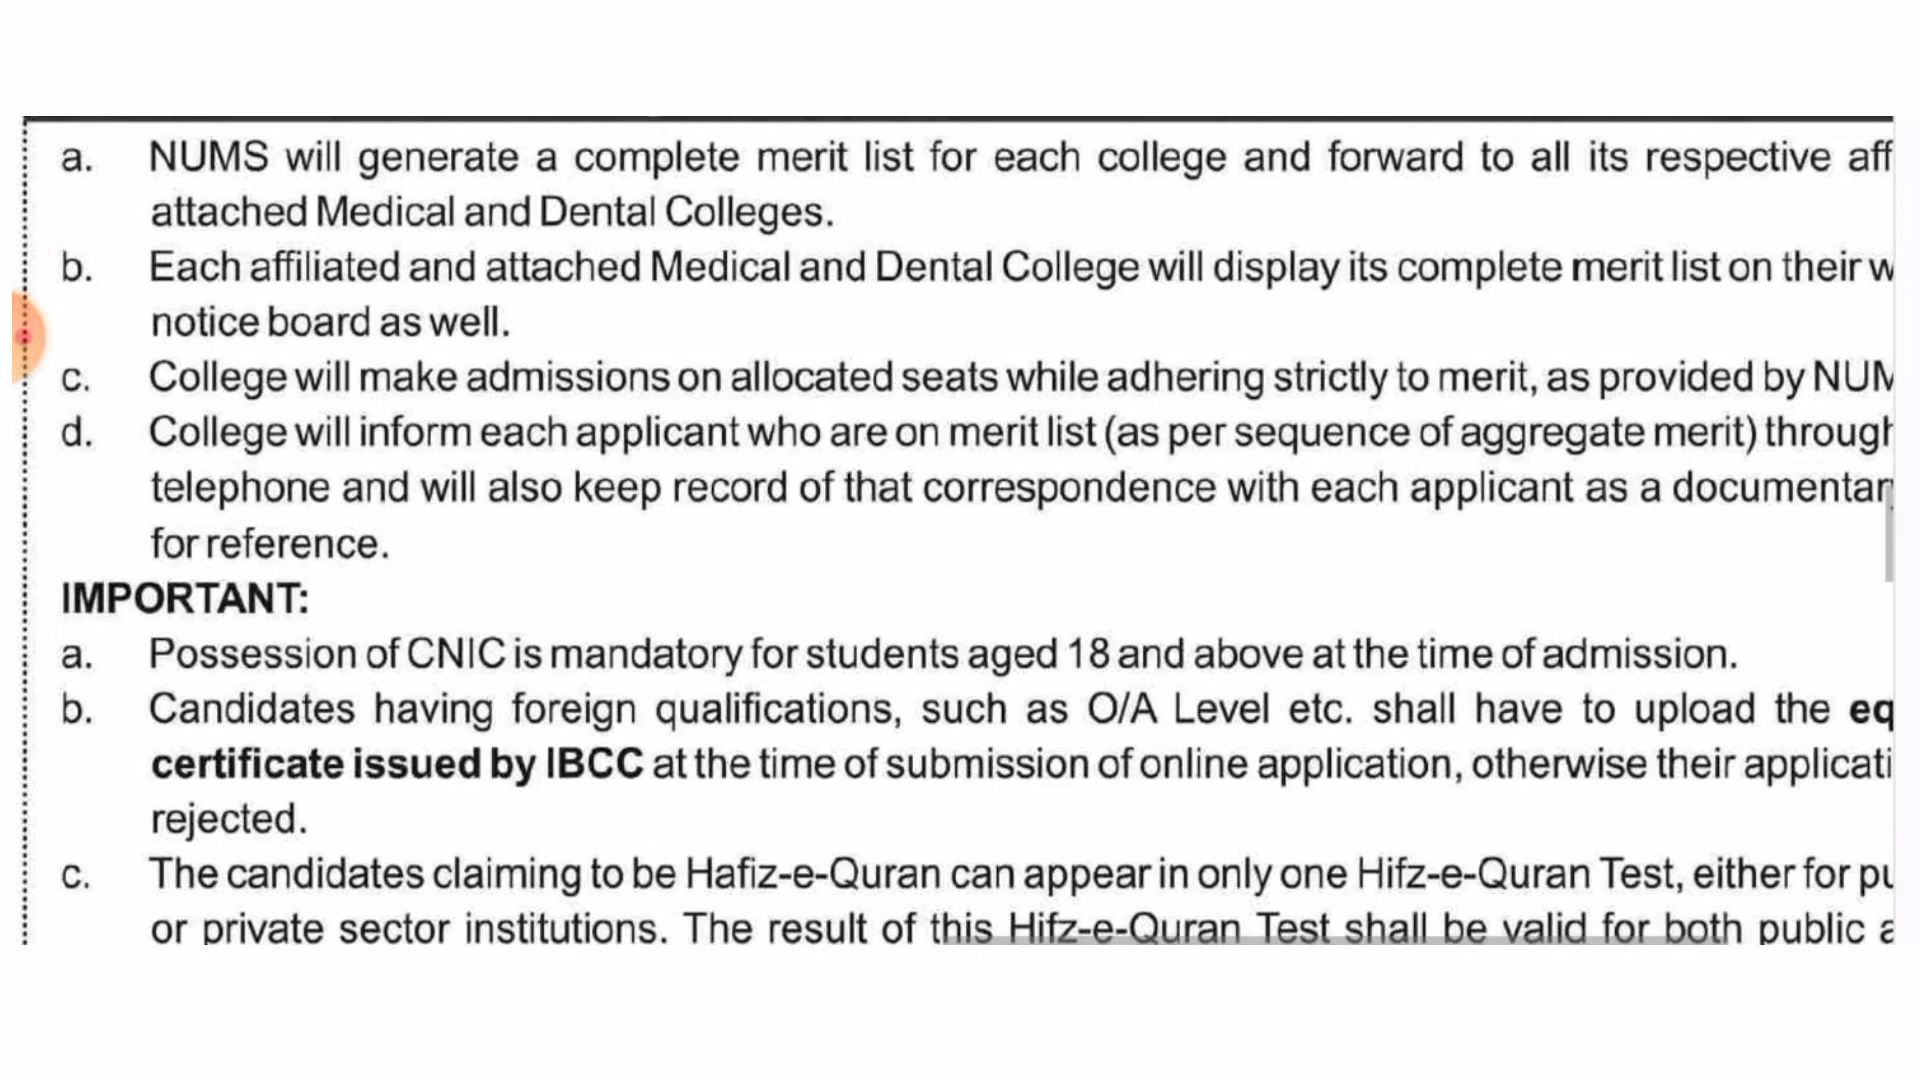 a. NUMS will generate a complete merit list for each college and forward to all its respective
attached Medical and Dental Colleges.
b. Each affiliated and attached Medical and Dental College will display its complete merit list on their
notice board as well.
c. College will make admissions on allocated seats while adhering strictly to merit, as provided by
d. College will inform each applicant who are on merit list (as per sequence of aggregate merit) through
telephone and will also keep record of that correspondence with each applicant as a
for reference.
IMPORTANT:
a. Possession of CNIC is mandatory for students aged 18 and above at the time of admission.
b. Candidates having foreign qualifications, such as O/A Level etc. shall have to upload the
certificate issued by IBCC at the time of submission of online application, otherwise their
rejected.
c. The candidates claiming to be Hafiz-e-Quran can appear in only one Hifz-e-Quran Test, either for
or private sector institutions. The result of this Hifz-e-Quran Test shall be valid for both public